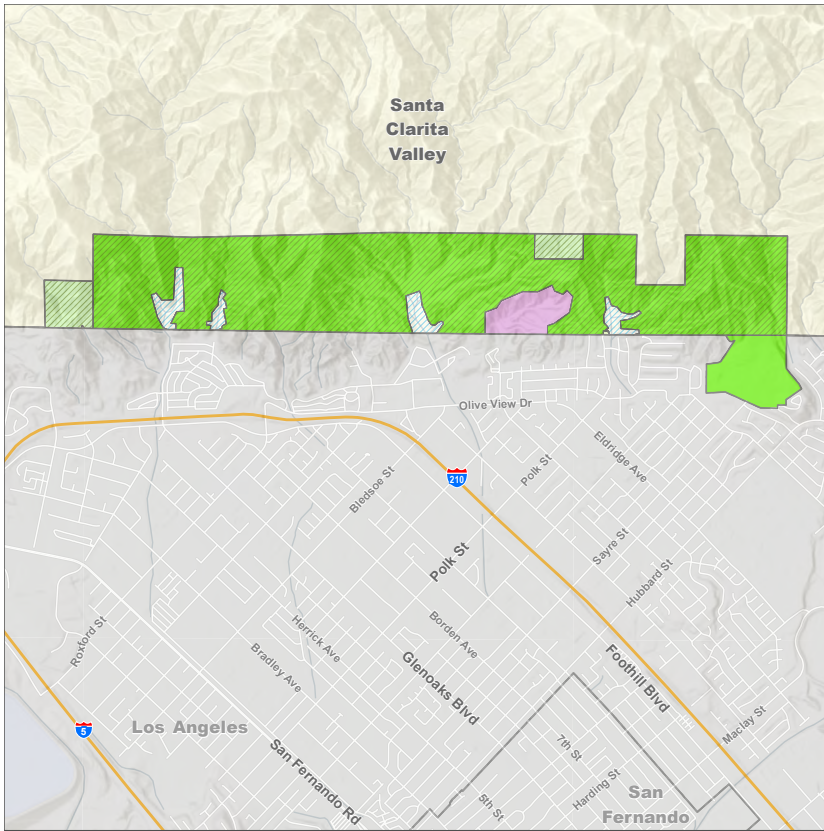 Santa
Clarita
Valley
Olive View Dr
Eldridge Ave
Polk St
Bledsoe St
210
Sayre St
Polk St
Hubbard St
Roxford St
Herrick Ave
Borden Ave
Bradley Ave
Glenoaks Blvd
Foothill Blvd
Maclay St
Los Angeles
5
San Fernando Rd
7th St
Harding St
5th St
San
Fernando